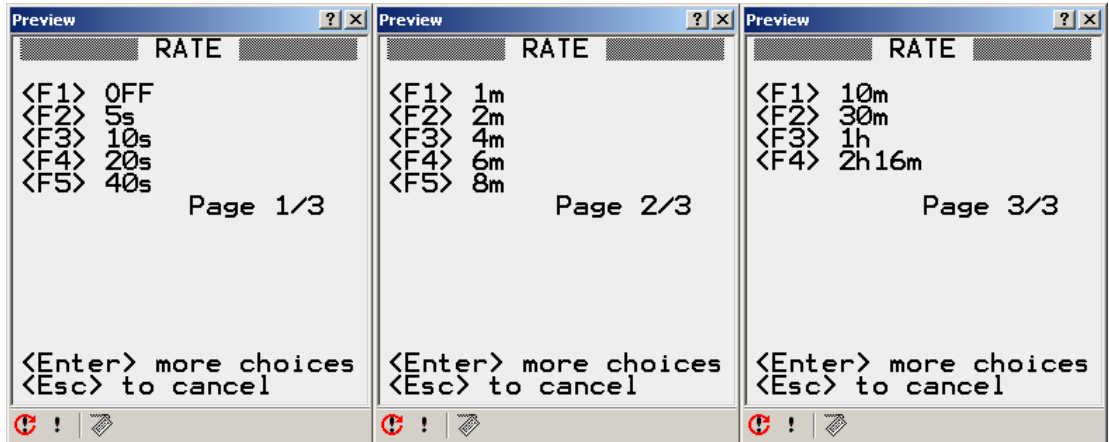 Preview
RATE
<F1> OFF
<F2> 5s
<F3> 10s
<F4> 20s
<F5> 40s
Page 1/3
<Enter> more choices
<Esc> to cancel
Preview
RATE
<F1> 1m
<F2> 2m
<F3> 4m
<F4> 6m
<F5> 8m
Page 2/3
<Enter> more choices
<Esc> to cancel
Preview
RATE
<F1> 10m
<F2> 30m
<F3> 1h
<F4> 2h16m
Page 3/3
<Enter> more choices
<Esc> to cancel